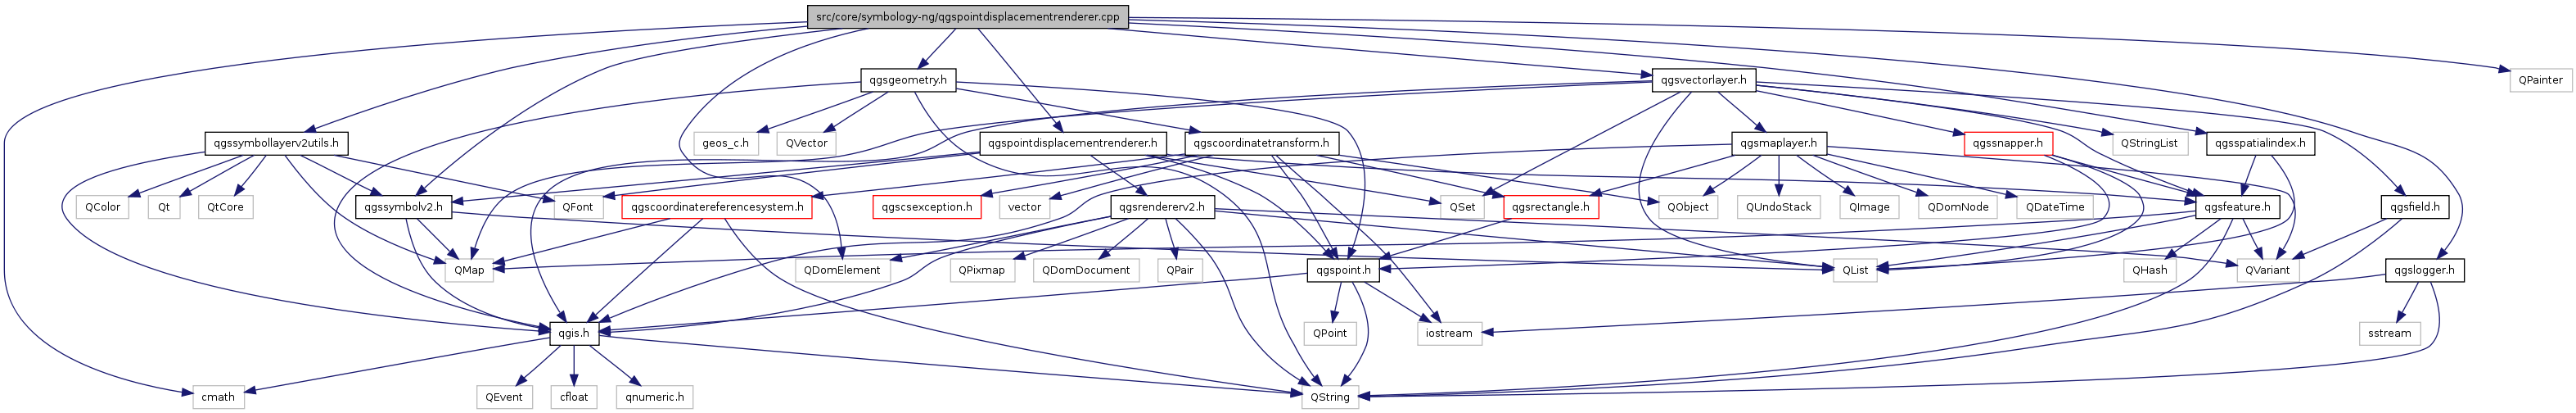 src/core/symbology-ng/qgspointdisplacementrenderer.cpp
qgsgeometry.h
qgsvectorlayer.h
QPainter
qgssymbollayerv2utils.h
geos_c.h
QVector
qgspointdisplacementrenderer.h
qgscoordinatetransform.h
qgsmaplayer.h
qgssnapper.h
QStringList
qgsspatialindex.h
QColor
Qt
QtCore
qgssymbolv2.h
QFont
qgscoordinatereferencesystem.h
qgscsexception.h
vector
qgsrendererv2.h
QSet
qgsrectangle.h
QObject
QUndoStack
QImage
QDomNode
QDateTime
qgsfeature.h
qgsfield.h
QMap
QDomElement
QPixmap
QDomDocument
QPair
qgspoint.h
QList
QHash
QVariant
qgslogger.h
qgis.h
QPoint
iostream
sstream
cmath
QEvent
cfloat
qnumeric.h
QString